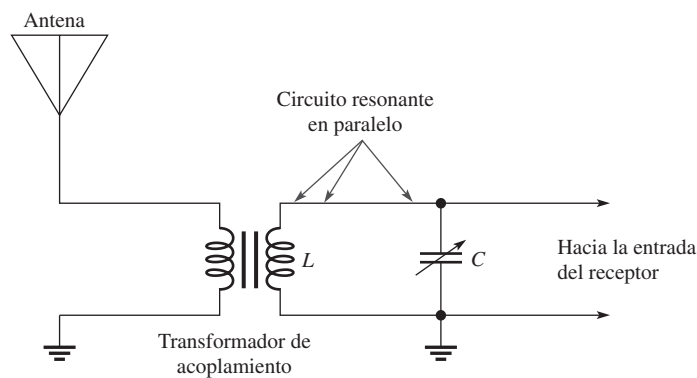 Antena
Circuito resonante
en paralelo
L
C
Hacia la entrada
del receptor
Transformador de
acoplamiento